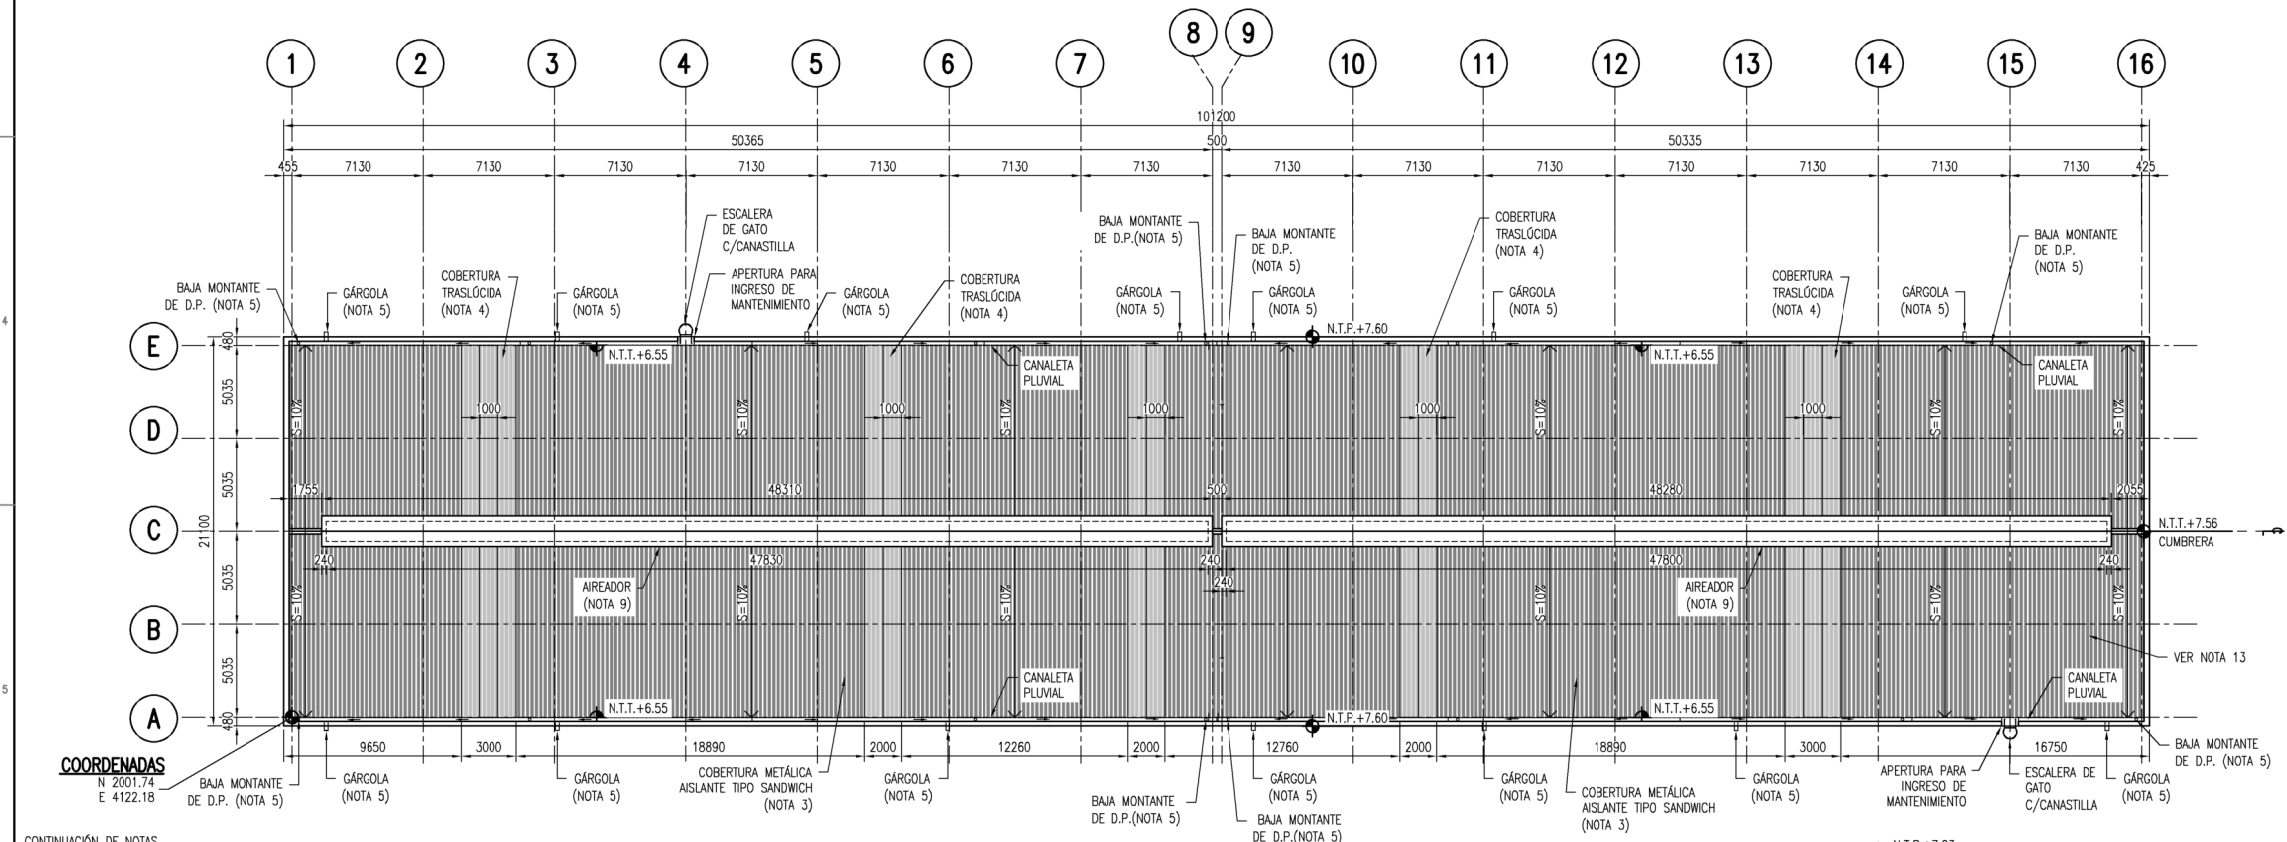 8 9
1 2 3 4 5 6 7 10 11 12 13 14 15 16
101200
50365 500 50335
455 7130 7130 7130 7130 7130 7130 7130 7130 7130 7130 7130 7130 7130 7130 425
ESCALERA
DE GATO
C/CANASTILLA
BAJA MONTANTE
DE D.P.(NOTA 5)
BAJA MONTANTE
DE D.P.
(NOTA 5)
COBERTURA
TRASLÚCIDA
(NOTA 4)
BAJA MONTANTE
DE D.P.
(NOTA 5)
BAJA MONTANTE
DE D.P. (NOTA 5)
GÁRGOLA
(NOTA 5)
COBERTURA
TRASLÚCIDA
(NOTA 4)
GÁRGOLA
(NOTA 5)
APERTURA PARA
INGRESO DE
MANTENIMIENTO
GÁRGOLA
(NOTA 5)
COBERTURA
TRASLÚCIDA
(NOTA 4)
GÁRGOLA
(NOTA 5)
GÁRGOLA
(NOTA 5)
GÁRGOLA
(NOTA 5)
COBERTURA
TRASLÚCIDA
(NOTA 4)
GÁRGOLA
(NOTA 5)
4
E
480
N.T.P.+7.60
N.T.T.+6.55
N.T.T.+6.55
CANALETA
PLUVIAL
CANALETA
PLUVIAL
5035
1000 1000 1000 1000 1000
S=10% S=10% S=10% S=10% S=10% S=10%
D
5035
1755 48310 500 48280 2055
C
21100
N.T.T.+7.56
CUMBRERA
240 47830 240 47800 240
240
5035
AIREADOR
(NOTA 9)
AIREADOR
(NOTA 9)
S=10% S=10% S=10% S=10% S=10% S=10%
B
VER NOTA 13
5035
5
CANALETA
PLUVIAL
CANALETA
PLUVIAL
N.T.T.+6.55
N.T.T.+6.55
A
480
N.T.P.+7.60
9650 3000 18890 2000 12260 2000 12760 2000 18890 3000 16750
COORDENADAS
N 2001.74
E 4122.18
BAJA MONTANTE
DE D.P. (NOTA 5)
GÁRGOLA
(NOTA 5)
GÁRGOLA
(NOTA 5)
COBERTURA METÁLICA
AISLANTE TIPO SANDWICH
(NOTA 3)
GÁRGOLA
(NOTA 5)
BAJA MONTANTE
DE D.P.(NOTA 5)
GÁRGOLA
(NOTA 5)
BAJA MONTANTE
DE D.P.(NOTA 5)
GÁRGOLA
(NOTA 5)
COBERTURA METÁLICA
AISLANTE TIPO SANDWICH
(NOTA 3)
GÁRGOLA
(NOTA 5)
APERTURA PARA
INGRESO DE
MANTENIMIENTO
ESCALERA DE
GATO
C/CANASTILLA
GÁRGOLA
(NOTA 5)
BAJA MONTANTE
DE D.P. (NOTA 5)
CONTINUACIÓN DE NOTAS